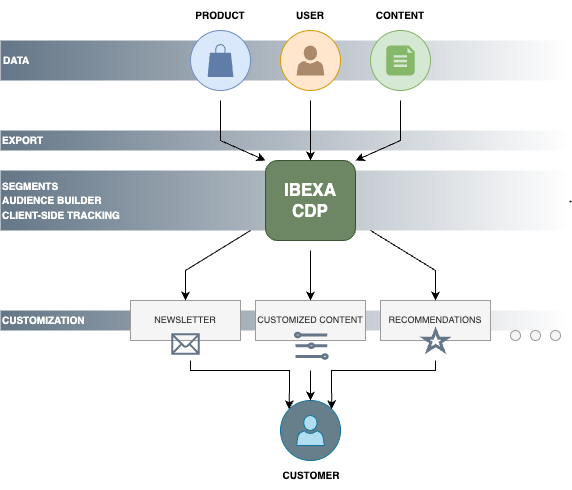 PRODUCT
USER
CONTENT
DATA
EXPORT
SEGMENTS
AUDIENCE BUILDER
CLIENT-SIDE TRACKING
IBEXA
CDP
CUSTOMIZATION
NEWSLETTER
CUSTOMIZED CONTENT
RECOMMENDATIONS
CUSTOMER